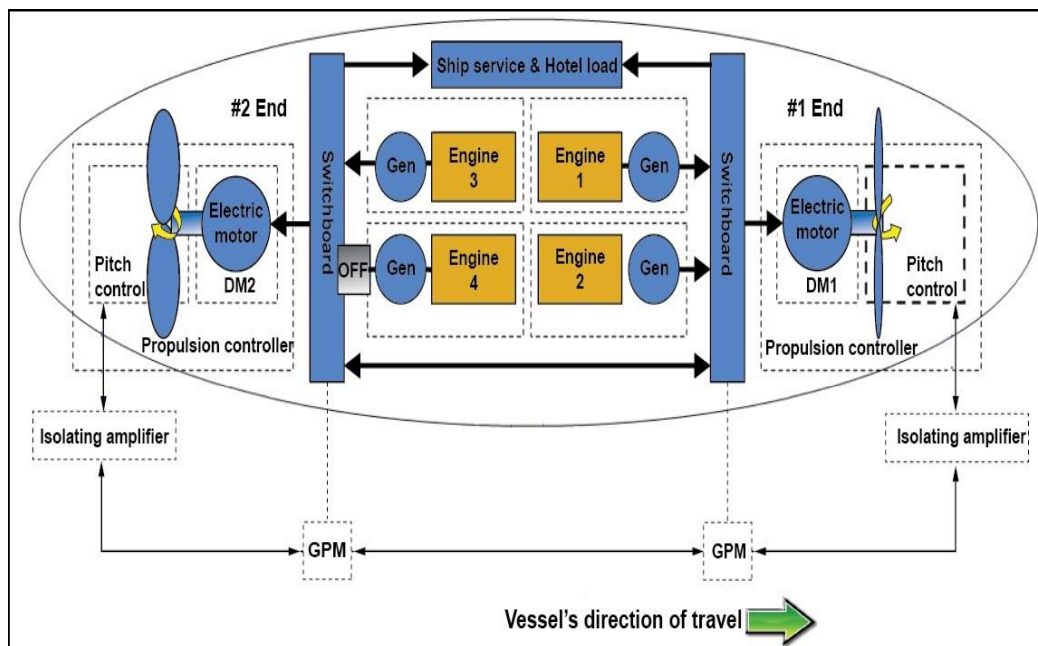 Ship service & Hotel load
#2 End
#1 End
Switchboard
Gen
Engine
3
Engine
1
Gen
Switchboard
Electric
motor
DM2
Pitch
control
Propulsion controller
OFF
Gen
Engine
4
Engine
2
Gen
Electric
motor
DM1
Pitch
control
Propulsion controller
Isolating amplifier
Isolating amplifier
GPM
GPM
Vessel's direction of travel